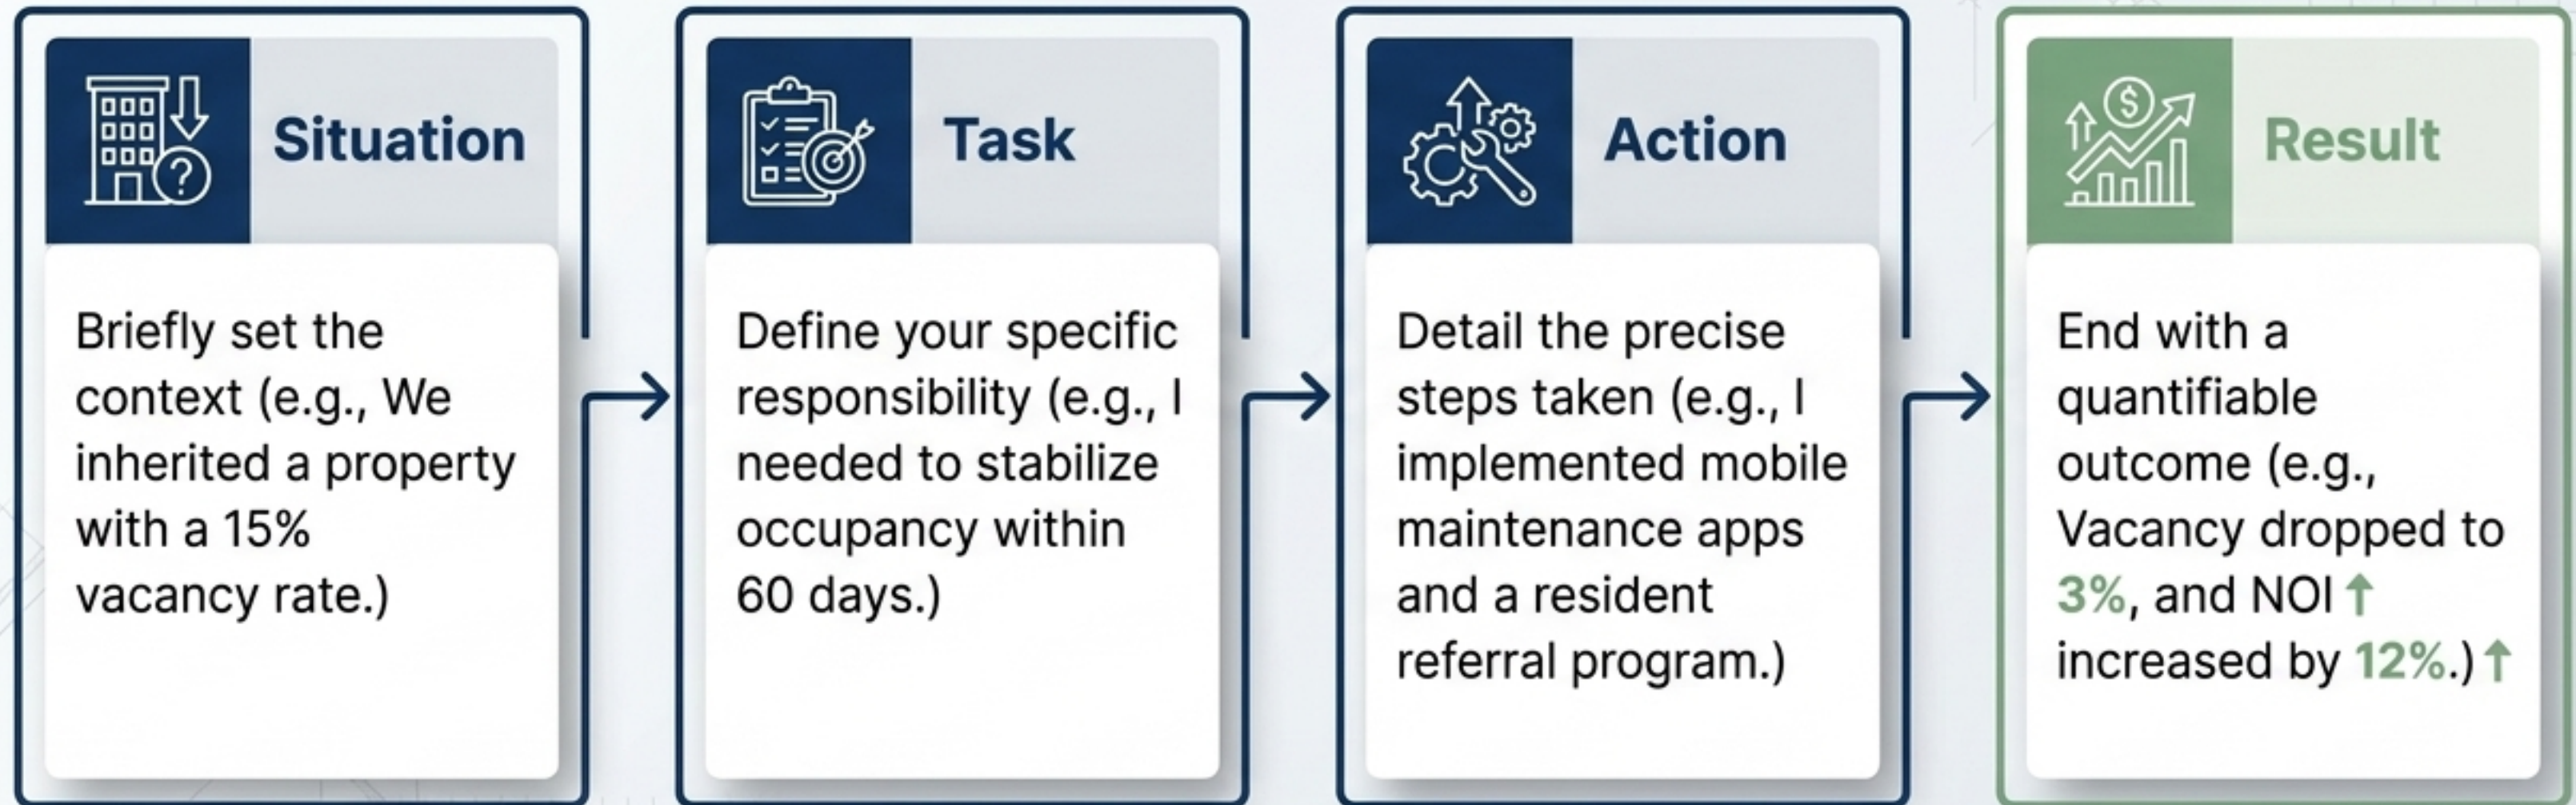 Situation
Briefly set the
context (e.g., We
inherited a property
with a 15%
vacancy rate.)
Task
Define your specific
responsibility (e.g., I
needed to stabilize
occupancy within
60 days.)
Action
Detail the precise
steps taken (e.g., I
implemented mobile
maintenance apps
and a resident
referral program.)
Result
End with a
quantifiable
outcome (e.g.,
Vacancy dropped to
3%, and NOI ↑
increased by 12%.) ↑